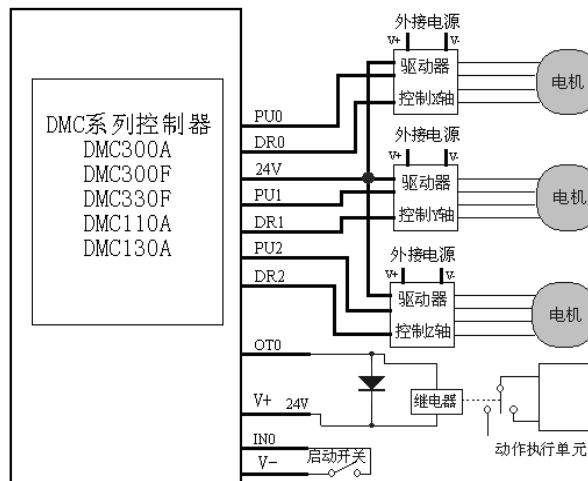 DMC系列控制器
DMC300A
DMC300F
DMC330F
DMC110A
DMC130A
PU0
DR0
24V
PU1
DR1
PU2
DR2
OT0
V+ 24V
IN0
V-
启动开关
外接电源
V+ V-
驱动器
控制X轴
电机
外接电源
V+ V-
驱动器
控制Y轴
电机
外接电源
V+ V-
驱动器
控制Z轴
电机
继电器
动作执行单元